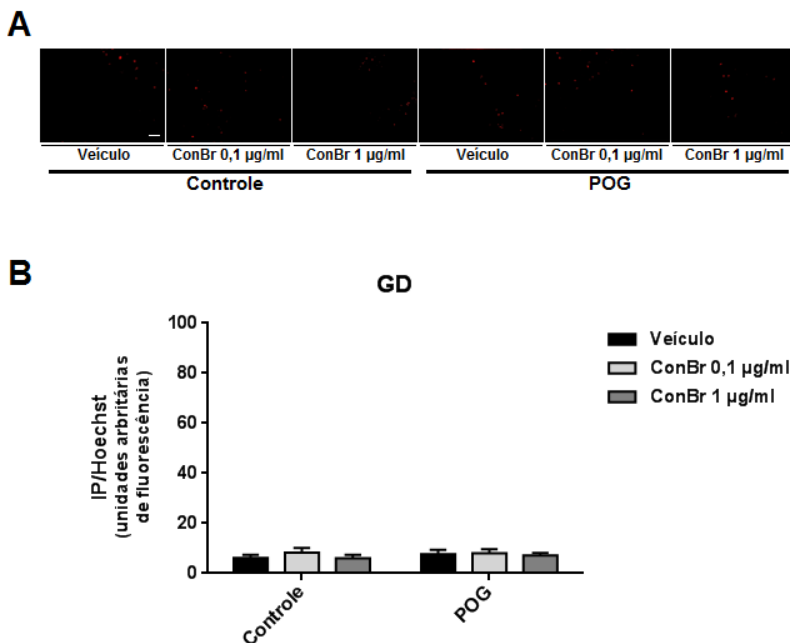 A
Veículo ConBr 0,1 µg/ml ConBr 1 µg/ml Veículo ConBr 0,1 µg/ml ConBr 1 µg/ml
Controle POG
B
GD
IP/Hoechst
(unidades arbritárias
de fluorescência)
100
80
60
40
20
0
Controle
POG
Veículo
ConBr 0,1 µg/ml
ConBr 1 µg/ml